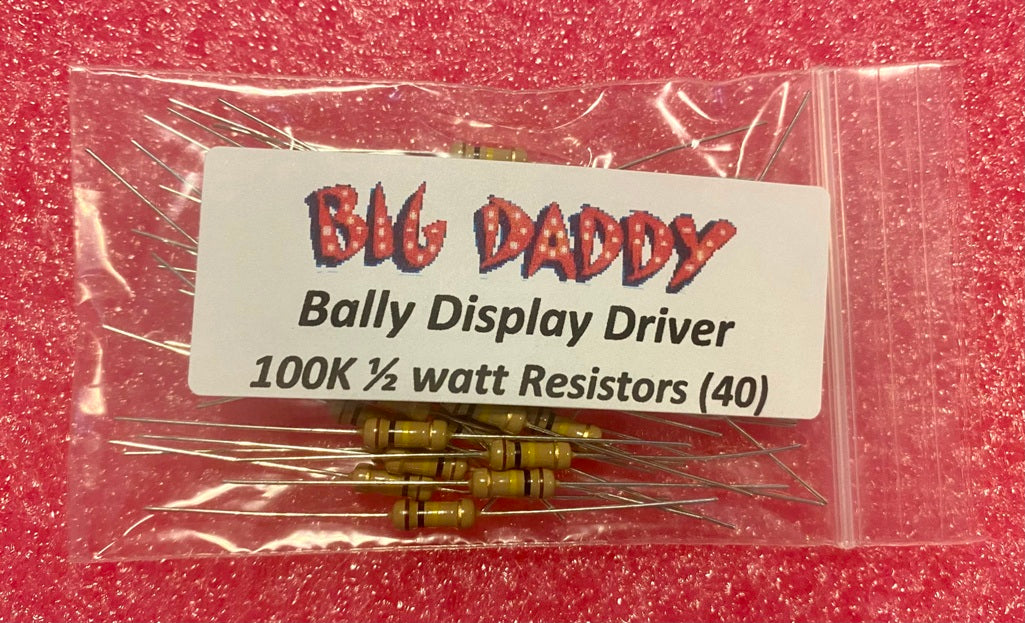 BIG DADDY
Bally Display Driver
100K ½ watt Resistors (40)